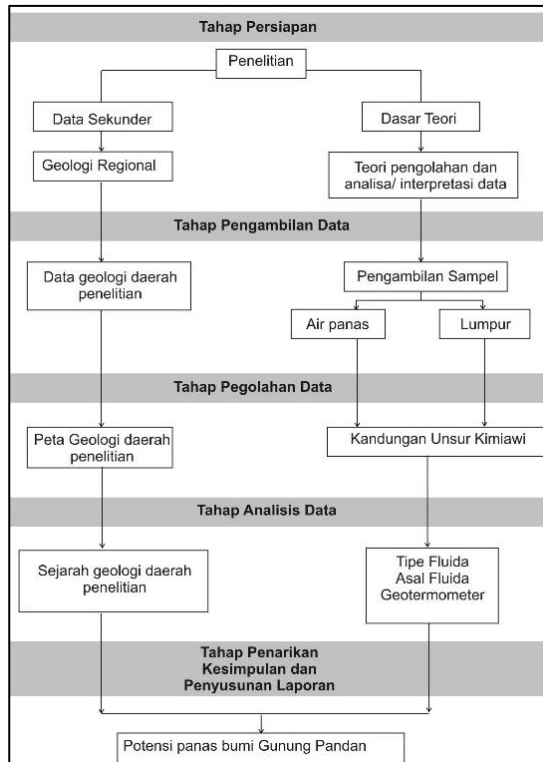 Tahap Persiapan
Penelitian
Data Sekunder
Dasar Teori
Geologi Regional
Teori pengolahan dan
analisa/ interpretasi data
Tahap Pengambilan Data
Data geologi daerah
penelitian
Pengambilan Sampel
Air panas
Lumpur
Tahap Pegolahan Data
Peta Geologi daerah
penelitian
Kandungan Unsur Kimiawi
Tahap Analisis Data
Sejarah geologi daerah
penelitian
Tipe Fluida
Asal Fluida
Geotermometer
Tahap Penarikan
Kesimpulan dan
Penyusunan Laporan
Potensi panas bumi Gunung Pandan